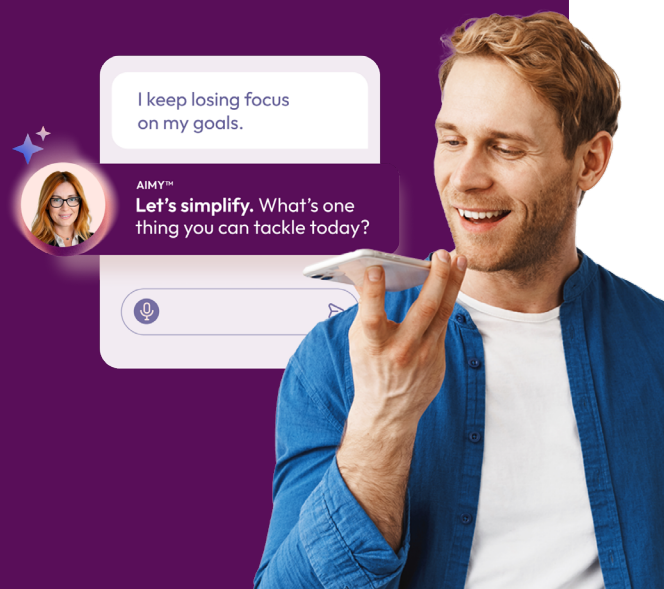 I keep losing focus
on my goals.
AIMY™
Let's simplify. What's one
thing you can tackle today?